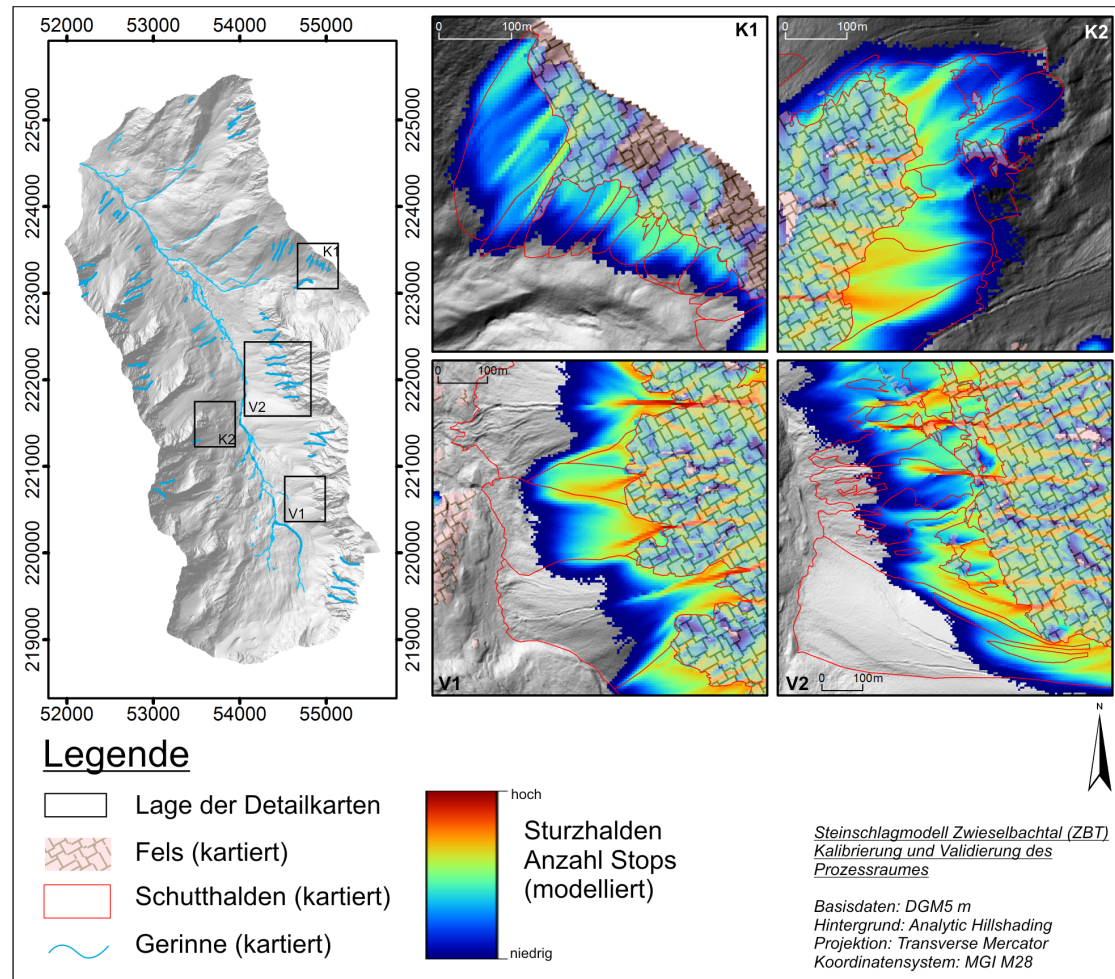 52000 53000 54000 55000
225000
224000
223000
222000
221000
220000
219000
K1
V2
K2
V1
225000
224000
223000
222000
221000
220000
219000
52000 53000 54000 55000
0 100m
K1
0 100m
K2
0 100m
V1
V2
0 100m
N
Legende
Lage der Detailkarten
Fels (kartiert)
Schutthalden (kartiert)
Gerinne (kartiert)
hoch
Sturzhalden
Anzahl Stops
(modelliert)
niedrig
Steinschlagmodell Zwieselbachtal (ZBT)
Kalibrierung und Validierung des
Prozessraumes
Basisdaten: DGM5 m
Hintergrund: Analytic Hillshading
Projektion: Transverse Mercator
Koordinatensystem: MGI M28